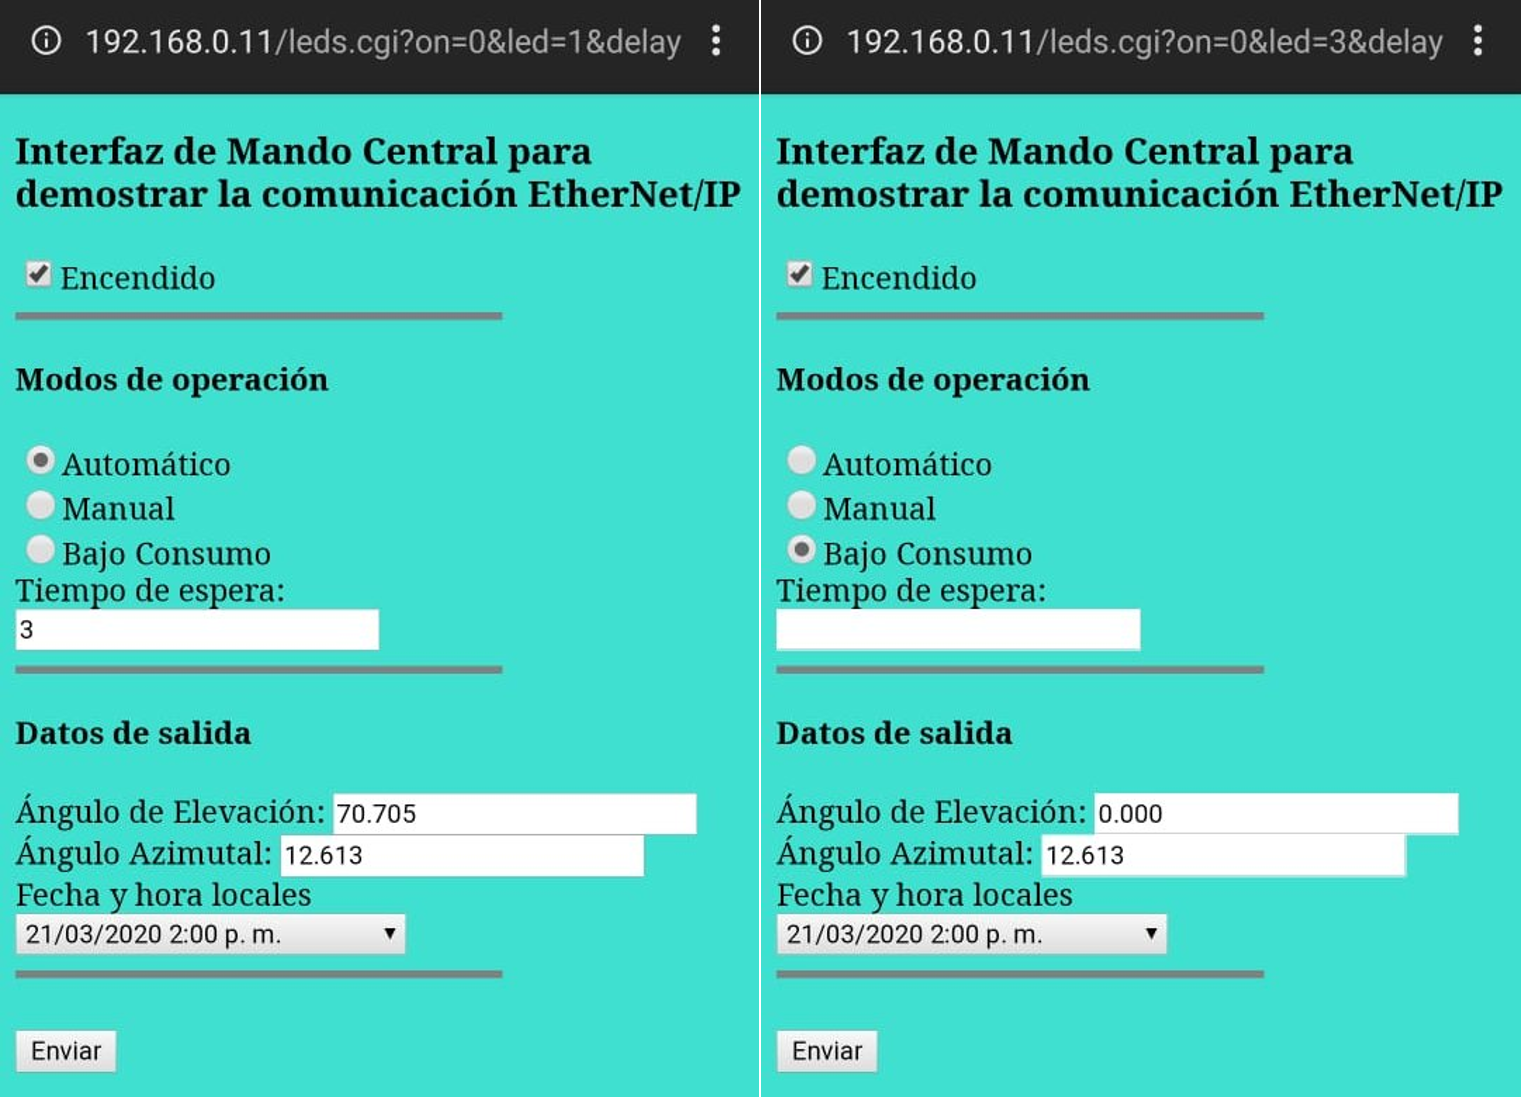 192.168.0.11/leds.cgi?on=0&led=1&delay
Interfaz de Mando Central para
demostrar la comunicación EtherNet/IP
Encendido
Modos de operación
Automático
Manual
Bajo Consumo
Tiempo de espera:
3
Datos de salida
Ángulo de Elevación: 70.705
Ángulo Azimutal: 12.613
Fecha y hora locales
21/03/2020 2:00 p. m.
Enviar
192.168.0.11/leds.cgi?on=0&led=3&delay
Interfaz de Mando Central para
demostrar la comunicación EtherNet/IP
Encendido
Modos de operación
Automático
Manual
Bajo Consumo
Tiempo de espera:
Datos de salida
Ángulo de Elevación: 0.000
Ángulo Azimutal: 12.613
Fecha y hora locales
21/03/2020 2:00 p. m.
Enviar